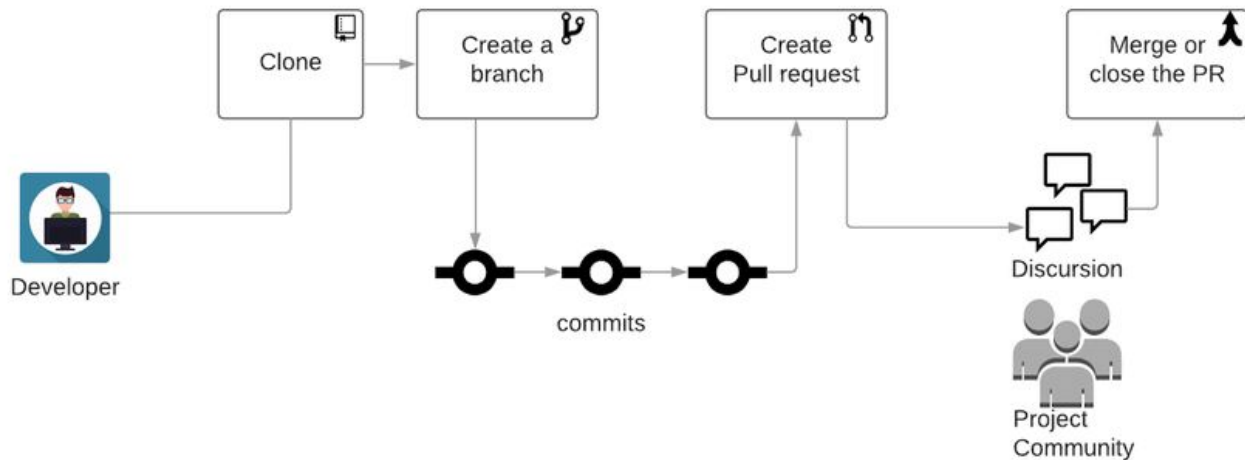 Clone
Create a
branch
Create
Pull request
Merge or
close the PR
Developer
commits
Discursion
Project
Community